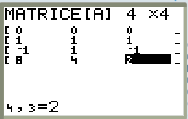 MATRICE[A] 4 ×4
[ 0 0 0
[ 1 1 1
[ -1 1 -1
[ 8 4 2
4,3=2